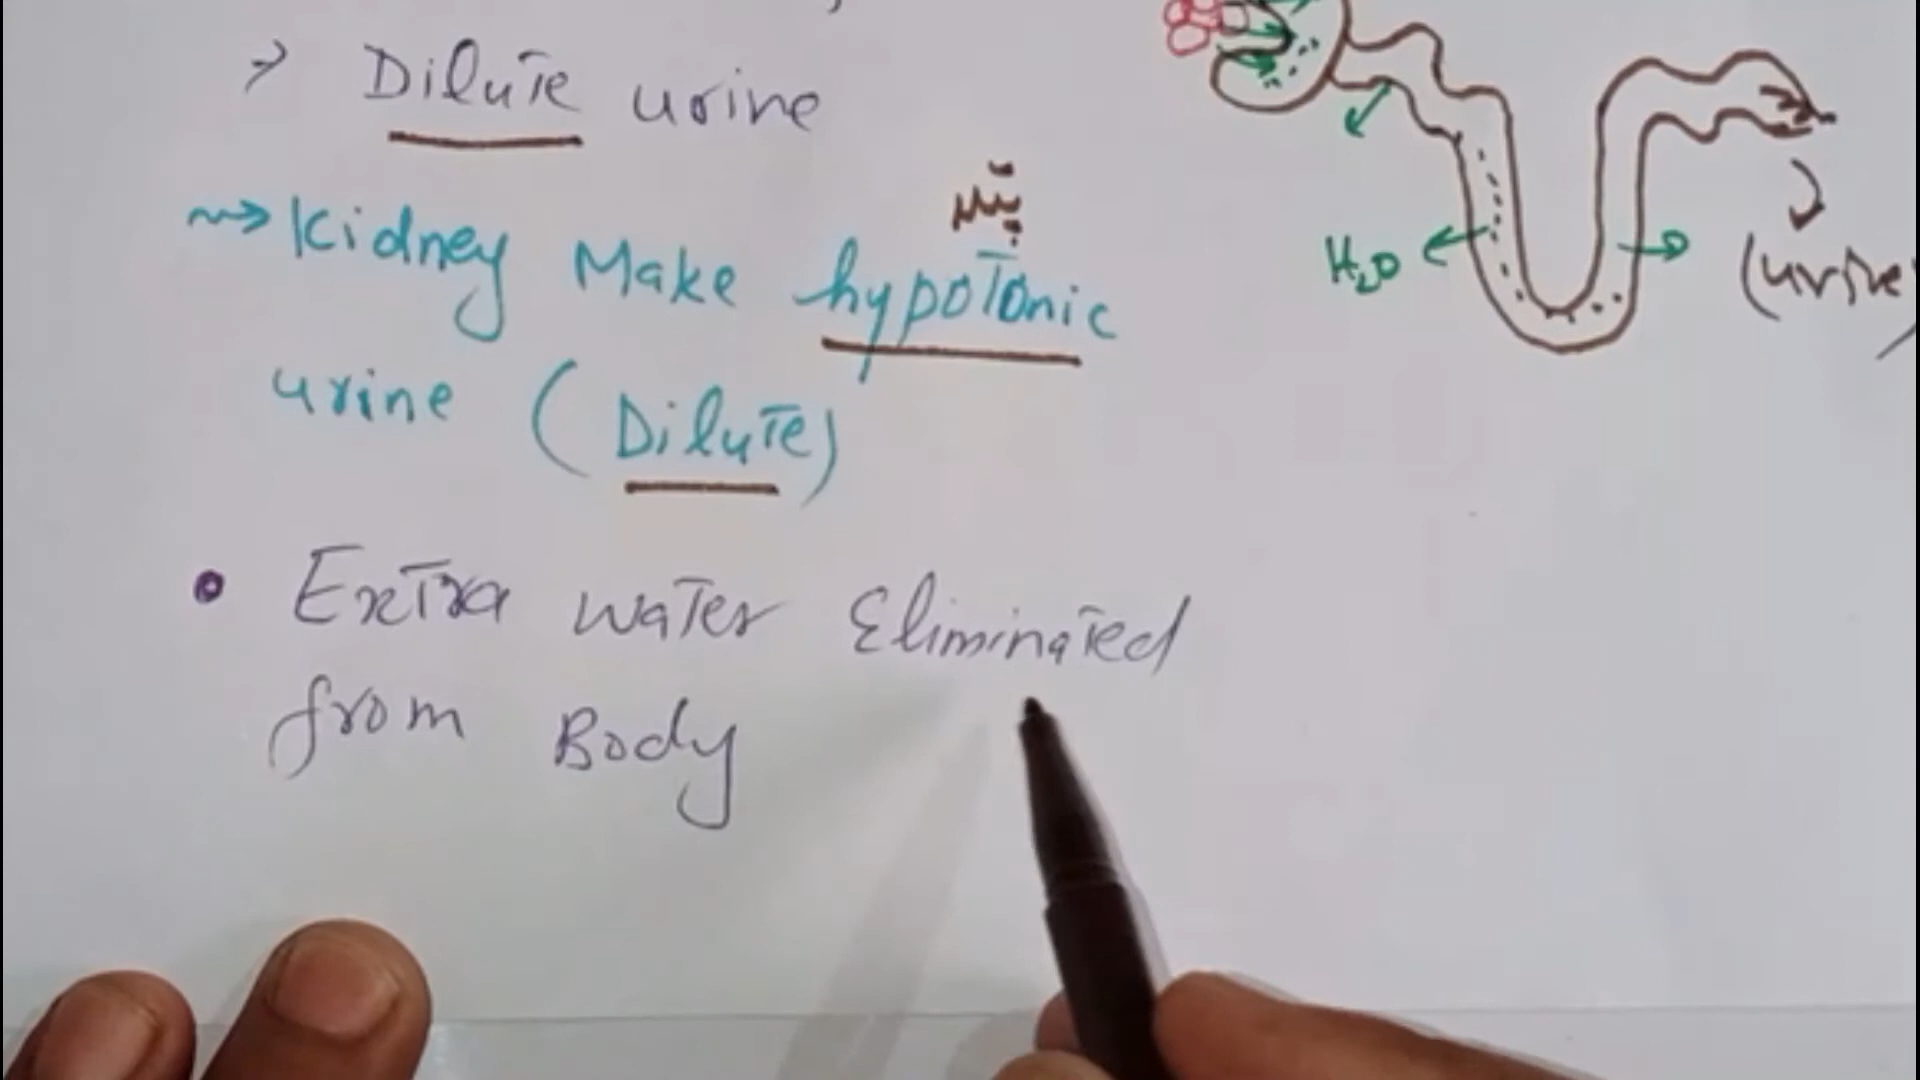 → Dilute urine
⇝ Kidney Make hypotonic
urine (Dilute)
• Extra water Eliminated
from Body
H₂O
(urine)